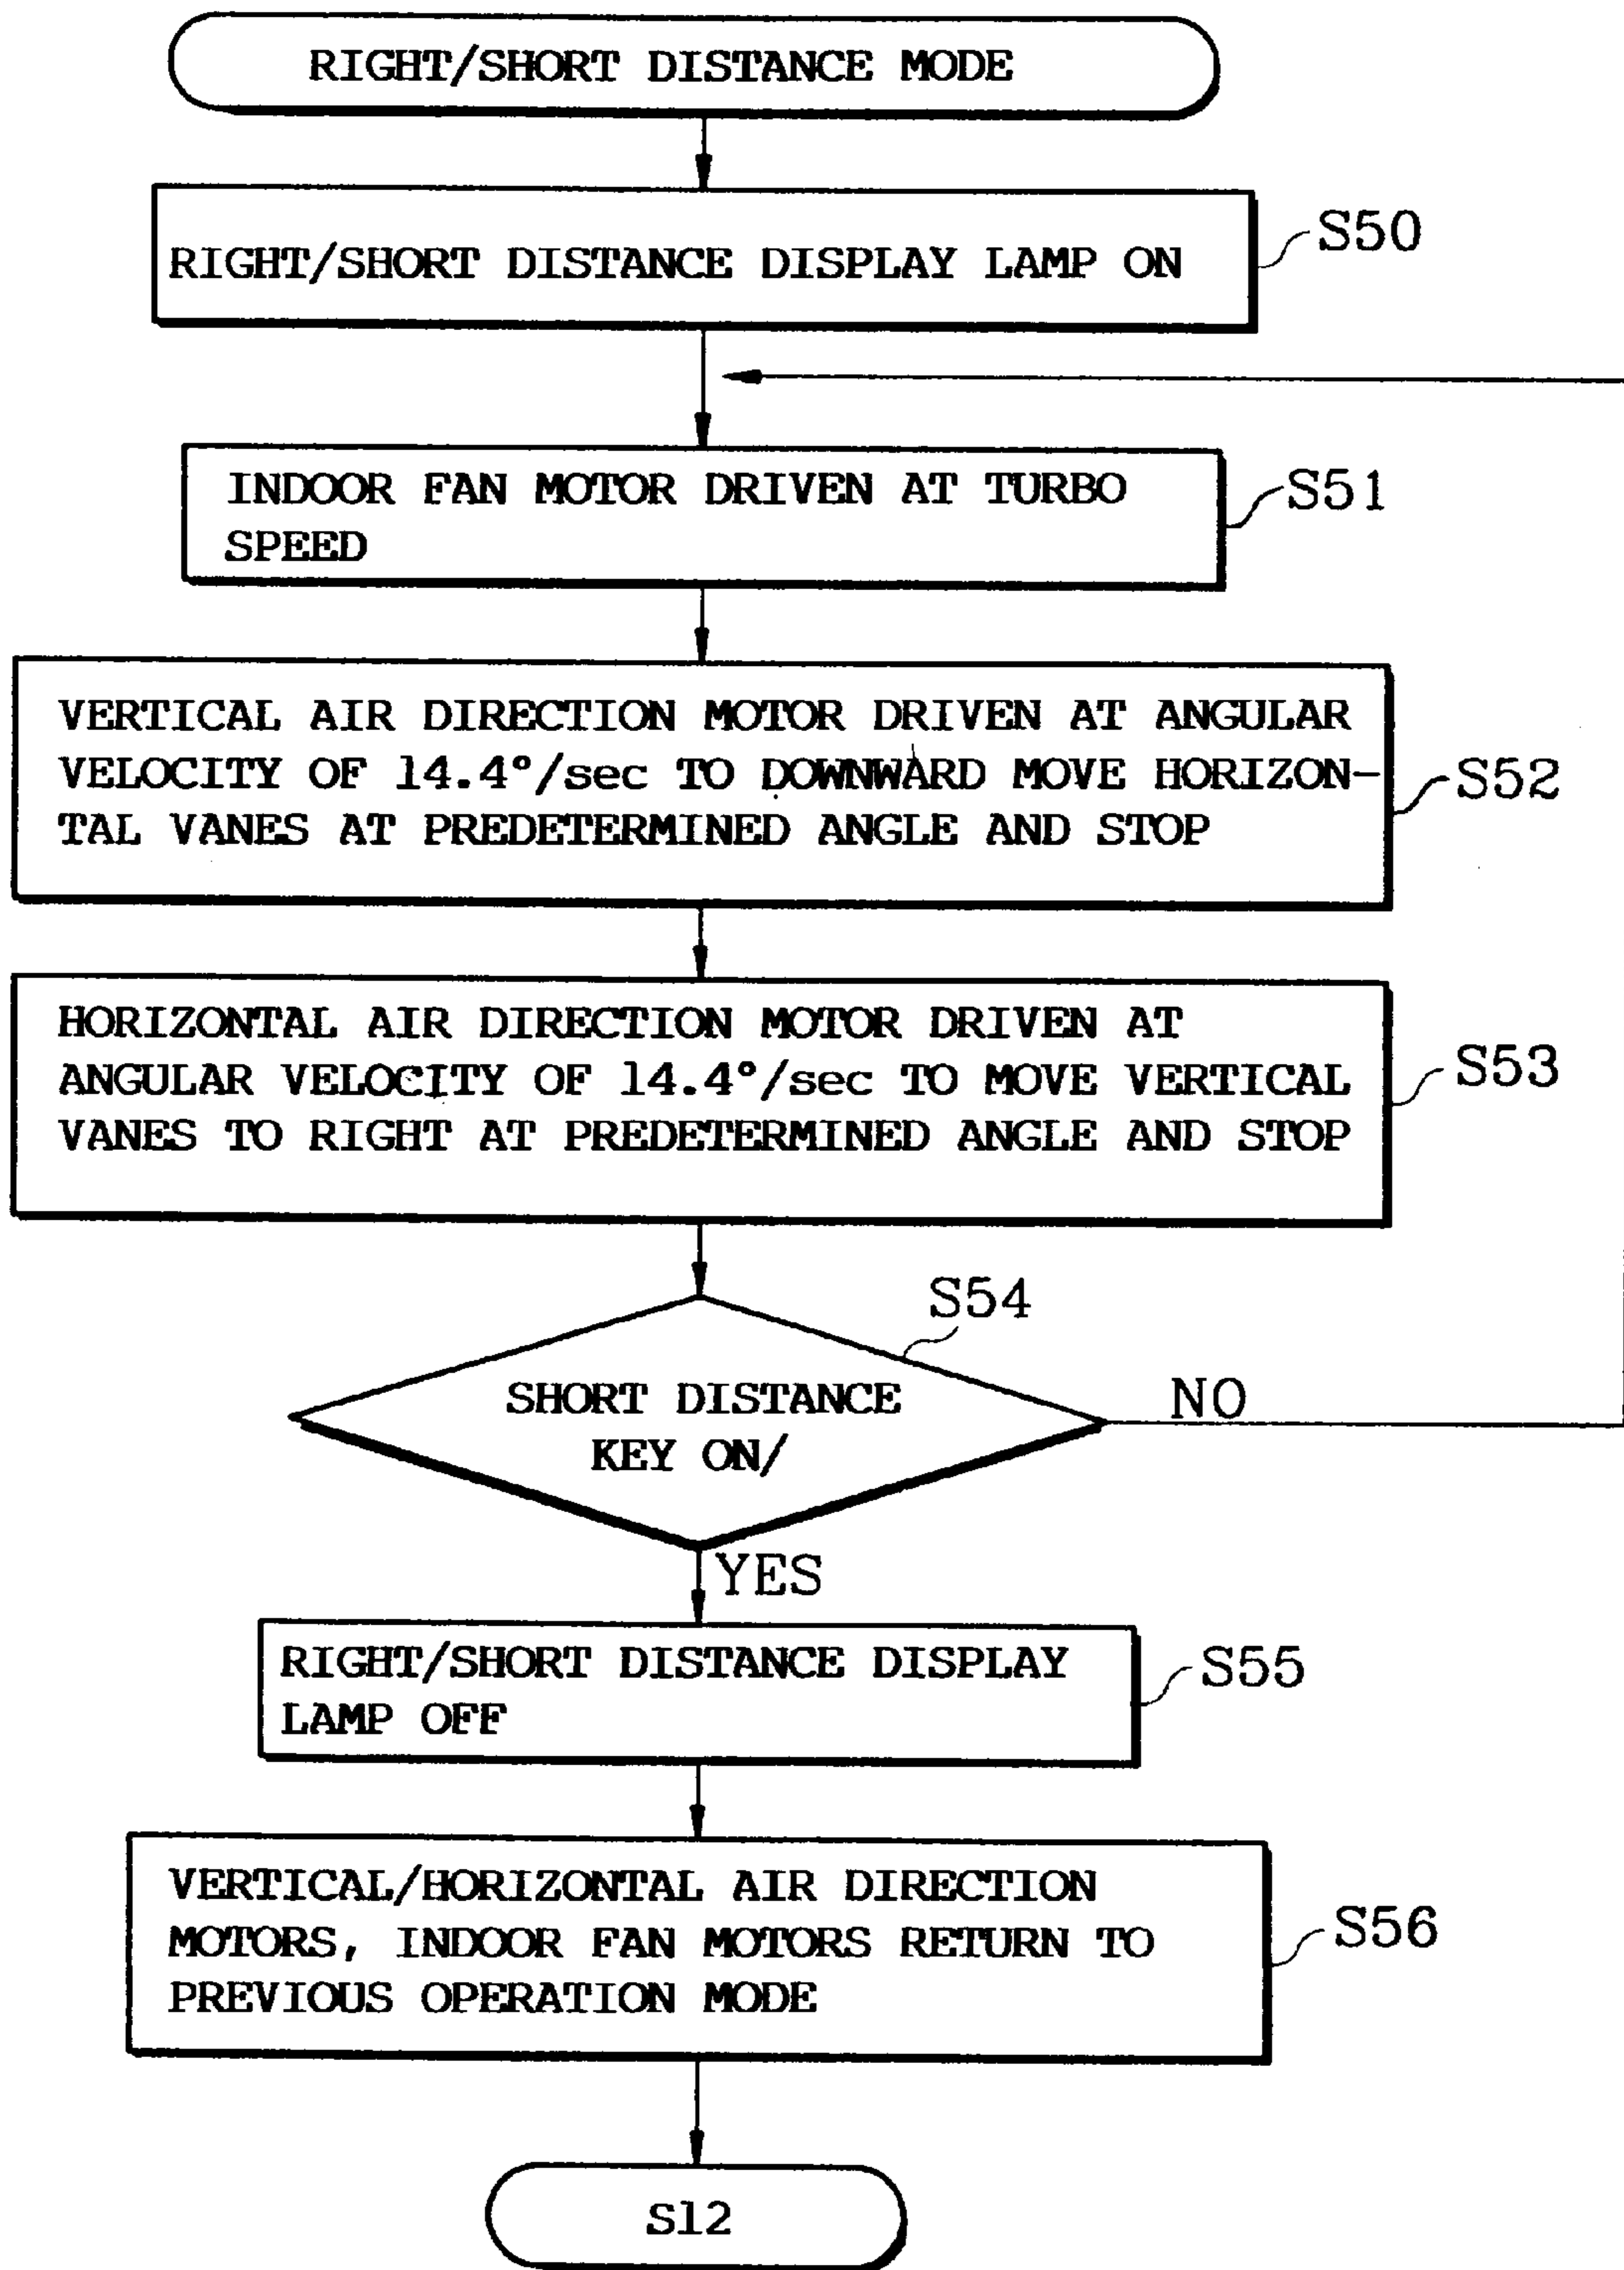 RIGHT/SHORT DISTANCE MODE
RIGHT/SHORT DISTANCE DISPLAY LAMP ON
S50
INDOOR FAN MOTOR DRIVEN AT TURBO
SPEED
S51
VERTICAL AIR DIRECTION MOTOR DRIVEN AT ANGULAR
VELOCITY OF 14.4°/sec TO DOWNWARD MOVE HORIZON-
TAL VANES AT PREDETERMINED ANGLE AND STOP
S52
HORIZONTAL AIR DIRECTION MOTOR DRIVEN AT
ANGULAR VELOCITY OF 14.4°/sec TO MOVE VERTICAL
VANES TO RIGHT AT PREDETERMINED ANGLE AND STOP
S53
S54
SHORT DISTANCE
KEY ON/
NO
YES
RIGHT/SHORT DISTANCE DISPLAY
LAMP OFF
S55
VERTICAL/HORIZONTAL AIR DIRECTION
MOTORS, INDOOR FAN MOTORS RETURN TO
PREVIOUS OPERATION MODE
S56
S12